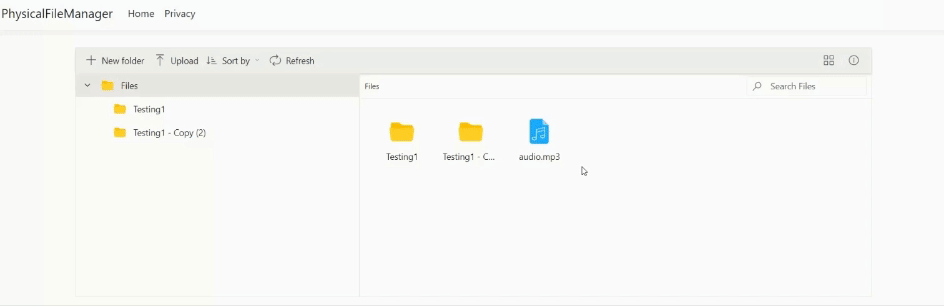 PhysicalFileManager Home Privacy
New folder Upload Sort by Refresh
Files
Testing1
Testing1 - Copy (2)
Files Search Files
Testing1 Testing1 - C... audio.mp3